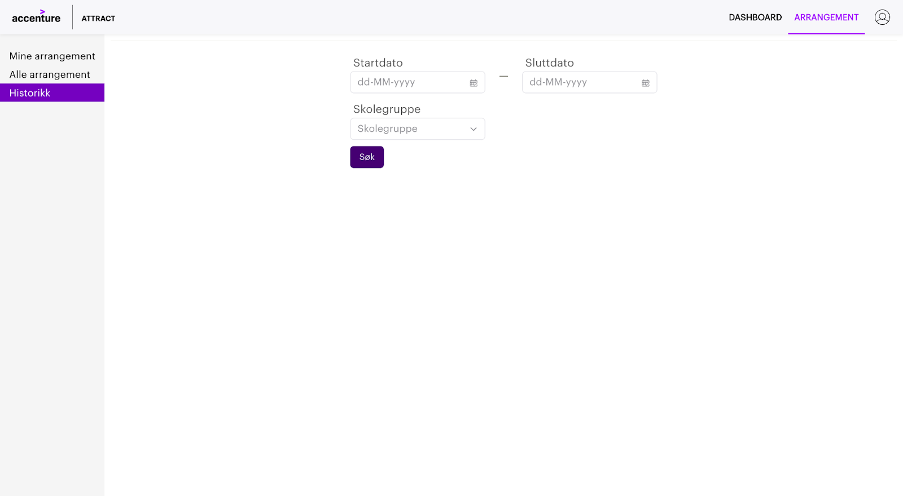 accenture
ATTRACT
DASHBOARD
ARRANGEMENT
Mine arrangement
Alle arrangement
Historikk
Startdato
Sluttdato
dd-MM-yyyy
—
dd-MM-yyyy
Skolegruppe
Skolegruppe
Søk